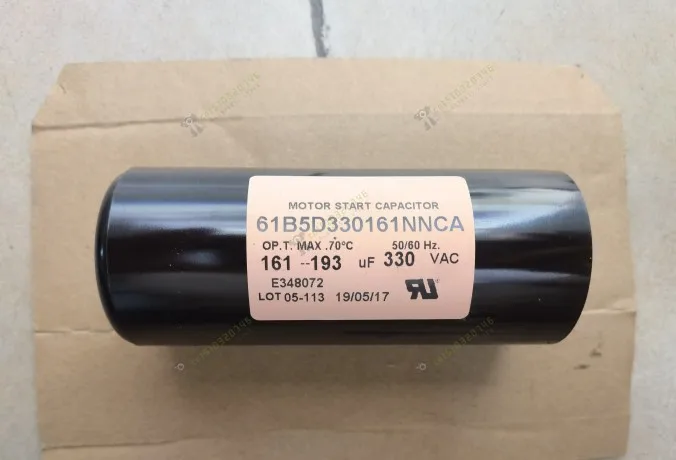 MOTOR START CAPACITOR
61B5D330161NNCA
OP.T. MAX .70°C 50/60 Hz.
161 --193 uF 330 VAC
E348072
LOT 05-113 19/05/17